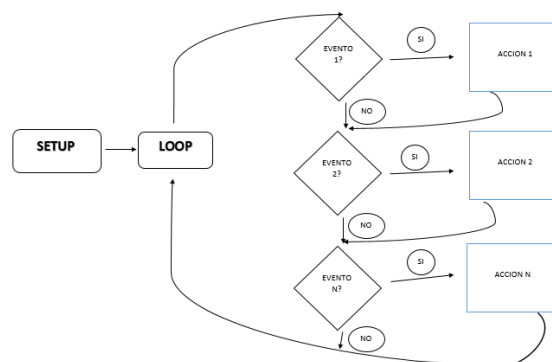 EVENTO
1?
SI
ACCION 1
NO
SETUP
LOOP
EVENTO
2?
SI
ACCION 2
NO
EVENTO
N?
SI
ACCION N
NO